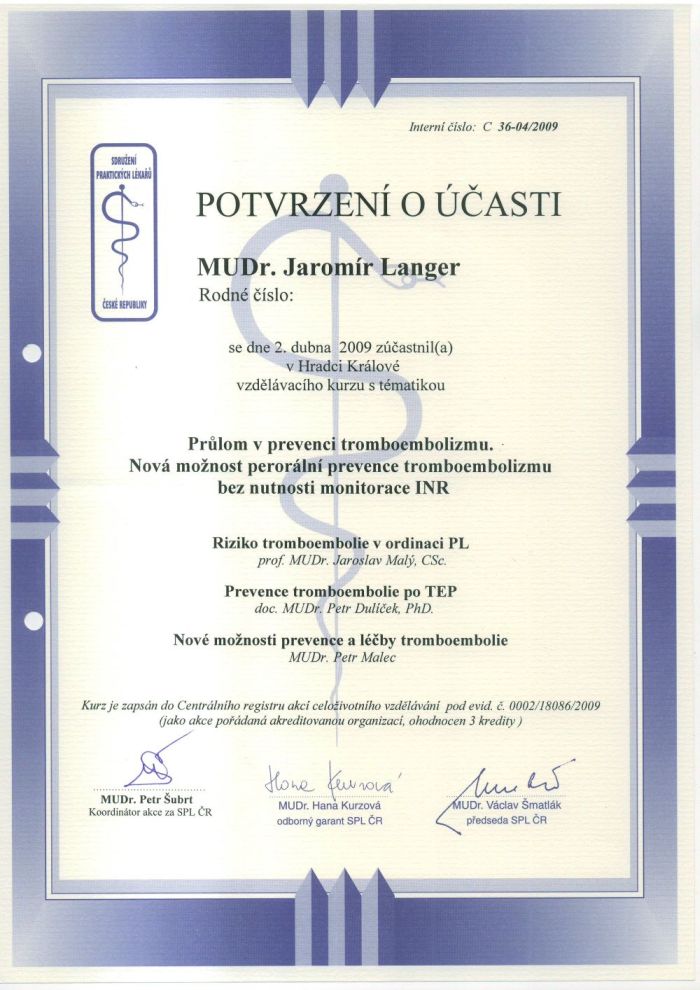 Interní číslo: C 36-04/2009
SDRUŽENÍ
PRAKTICKÝCH LÉKAŘŮ
ČESKÉ REPUBLIKY
POTVRZENÍ O ÚČASTI
MUDr. Jaromír Langer
Rodné číslo:
se dne 2. dubna 2009 zúčastnil(a)
v Hradci Králové
vzdělávacího kurzu s tématikou
Průlom v prevenci tromboembolizmu.
Nová možnost perorální prevence tromboembolizmu
bez nutnosti monitorace INR
Riziko tromboembolie v ordinaci PL
prof. MUDr. Jaroslav Malý, CSc.
Prevence tromboembolie po TEP
doc. MUDr. Petr Dulíček, PhD.
Nové možnosti prevence a léčby tromboembolie
MUDr. Petr Malec
Kurz je zapsán do Centrálního registru akcí celoživotního vzdělávání pod evid. č. 0002/18086/2009
(jako akce pořádaná akreditovanou organizací, ohodnocen 3 kredity )
Hana Kurzová
MUDr. Petr Šubrt
Koordinátor akce za SPL ČR
MUDr. Hana Kurzová
odborný garant SPL ČR
MUDr. Václav Šmatlák
předseda SPL ČR